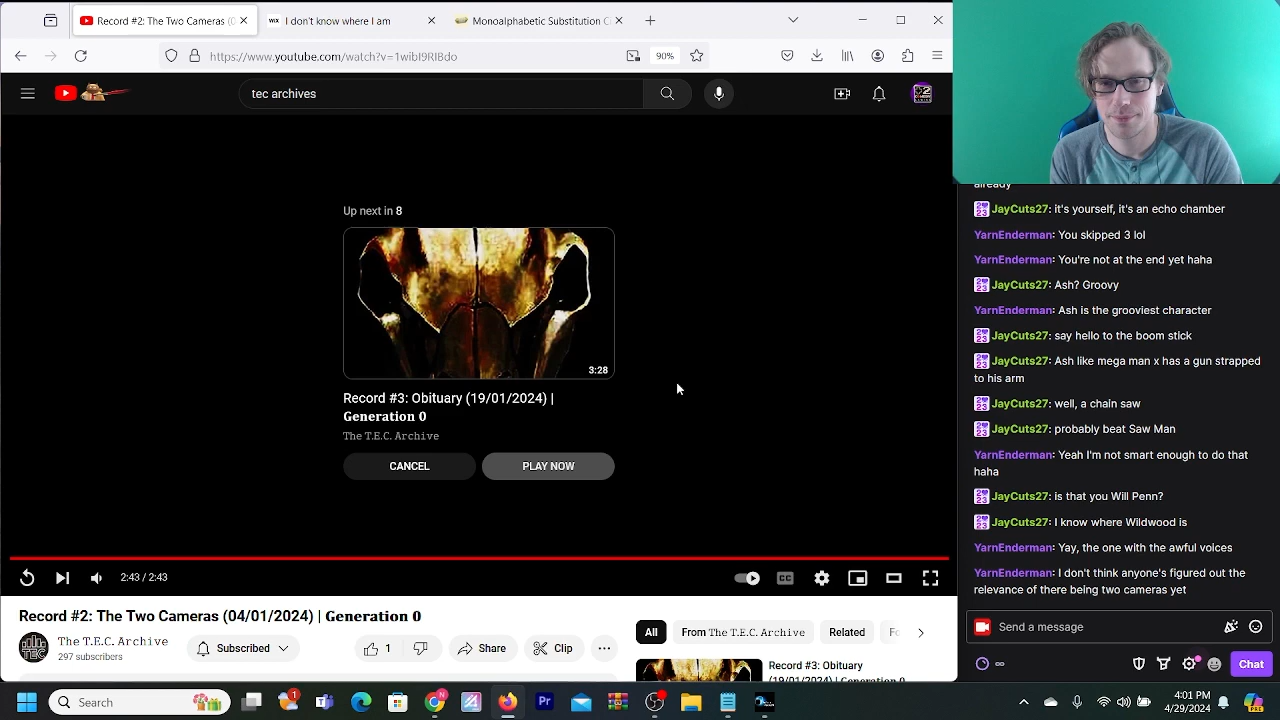 Record #2: The Two Cameras (0
I don't know where I am
Monoalphabetic Substitution C
https://www.youtube.com/watch?v=1wibI9RIBdo
90%
tec archives
Up next in 8
3:28
Record #3: Obituary (19/01/2024) |
Generation 0
The T.E.C. Archive
CANCEL
PLAY NOW
2:43 / 2:43
CC
Record #2: The Two Cameras (04/01/2024) | Generation 0
The T.E.C. Archive
297 subscribers
Subscribed
1
Share
Clip
All
From The T.E.C. Archive
Related
Record #3: Obituary
(19/01/2024) | Generation 0
already
JayCuts27: it's yourself, it's an echo chamber
YarnEnderman: You skipped 3 lol
YarnEnderman: You're not at the end yet haha
JayCuts27: Ash? Groovy
YarnEnderman: Ash is the grooviest character
JayCuts27: say hello to the boom stick
JayCuts27: Ash like mega man x has a gun strapped
to his arm
JayCuts27: well, a chain saw
JayCuts27: probably beat Saw Man
YarnEnderman: Yeah I'm not smart enough to do that
haha
JayCuts27: is that you Will Penn?
JayCuts27: I know where Wildwood is
YarnEnderman: Yay, the one with the awful voices
YarnEnderman: I don't think anyone's figured out the
relevance of there being two cameras yet
Send a message
∞
Chat
Search
1
Pr
4:01 PM
4/29/2024